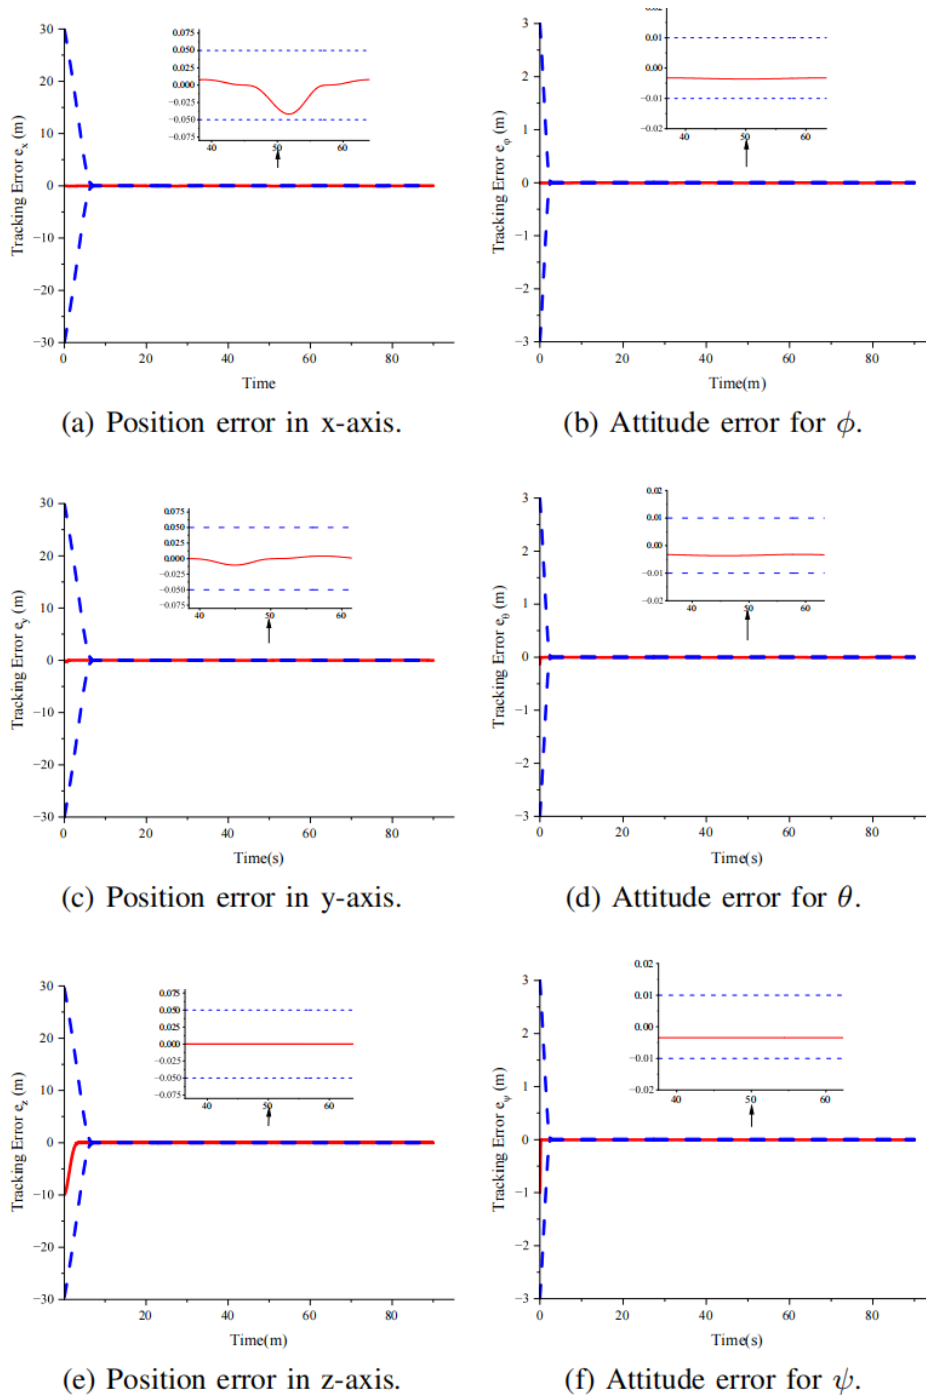 0.075
0.050
0.025
0.000
−0.025
−0.050
−0.075
40 50 60
30
20
10
0
−10
−20
−30
0 20 40 60 80
Tracking Error e_x (m)
Time
(a) Position error in x-axis.
0.01
0.00
−0.01
−0.02
40 50 60
3
2
1
0
−1
−2
−3
0 20 40 60 80
Tracking Error e_φ (m)
Time(m)
(b) Attitude error for ϕ.
0.075
0.050
0.025
0.000
−0.025
−0.050
−0.075
40 50 60
30
20
10
0
−10
−20
−30
0 20 40 60 80
Tracking Error e_y (m)
Time(s)
(c) Position error in y-axis.
0.02
0.01
0.00
−0.01
−0.02
40 50 60
3
2
1
0
−1
−2
−3
0 20 40 60 80
Tracking Error e_θ (m)
Time(s)
(d) Attitude error for θ.
0.075
0.050
0.025
0.000
−0.025
−0.050
−0.075
40 50 60
30
20
10
0
−10
−20
−30
20 40 60 80
Tracking Error e_z (m)
Time(m)
(e) Position error in z-axis.
0.02
0.01
0.00
−0.01
−0.02
40 50 60
3
2
1
0
−1
−2
−3
0 20 40 60 80
Tracking Error e_ψ (m)
Time(s)
(f) Attitude error for ψ.